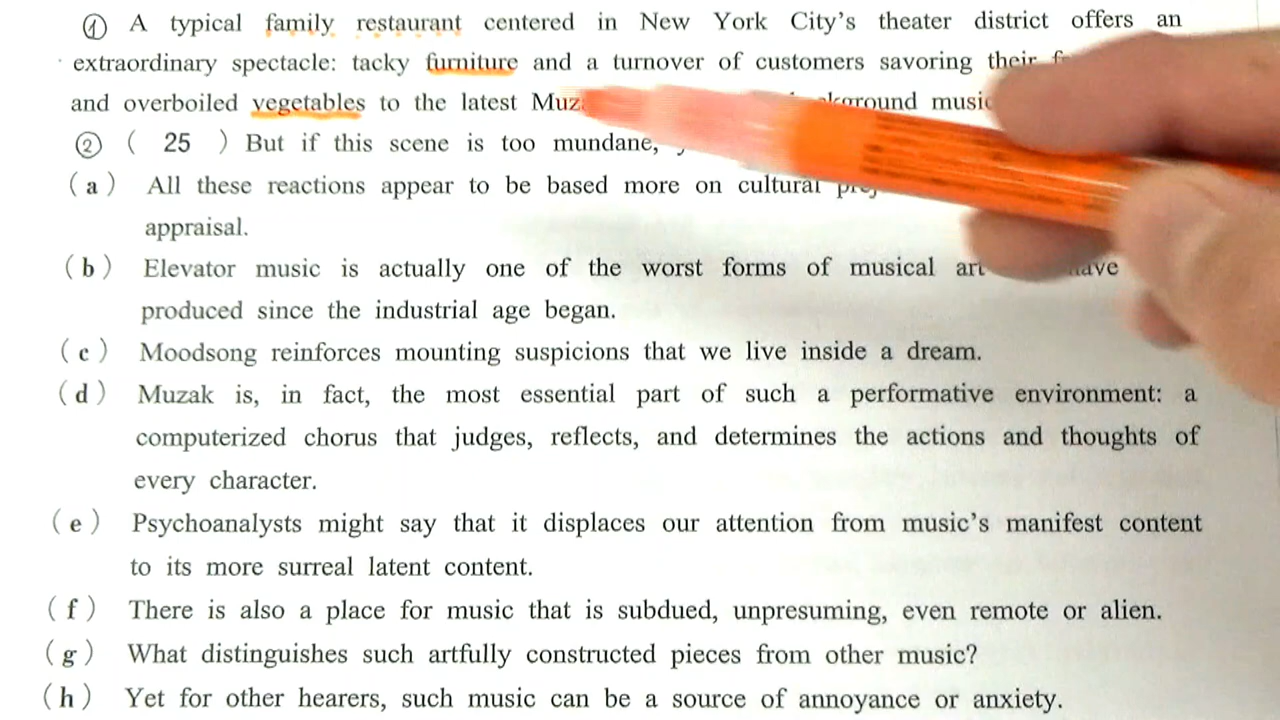 ① A typical family restaurant centered in New York City's theater district offers an
extraordinary spectacle: tacky furniture and a turnover of customers savoring their
and overboiled vegetables to the latest music
② ( 25 ) But if this scene is too mundane,
(a) All these reactions appear to be based more on cultural
appraisal.
(b) Elevator music is actually one of the worst forms of musical art have
produced since the industrial age began.
(c) Moodsong reinforces mounting suspicions that we live inside a dream.
(d) Muzak is, in fact, the most essential part of such a performative environment: a
computerized chorus that judges, reflects, and determines the actions and thoughts of
every character.
(e) Psychoanalysts might say that it displaces our attention from music's manifest content
to its more surreal latent content.
(f) There is also a place for music that is subdued, unpresuming, even remote or alien.
(g) What distinguishes such artfully constructed pieces from other music?
(h) Yet for other hearers, such music can be a source of annoyance or anxiety.